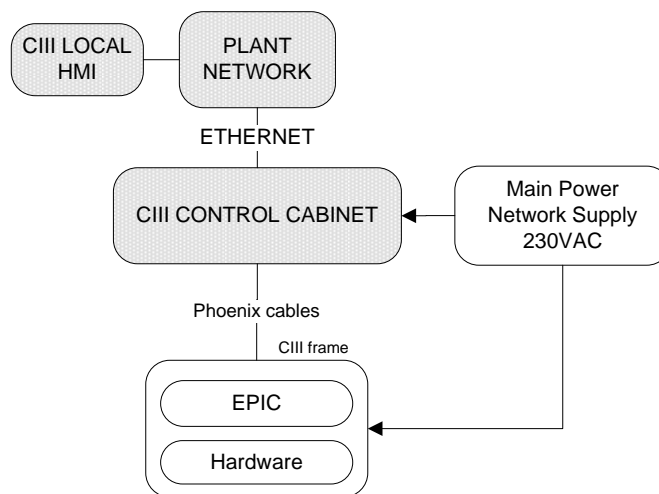 CIII LOCAL
HMI
PLANT
NETWORK
ETHERNET
CIII CONTROL CABINET
Main Power
Network Supply
230VAC
Phoenix cables
CIII frame
EPIC
Hardware